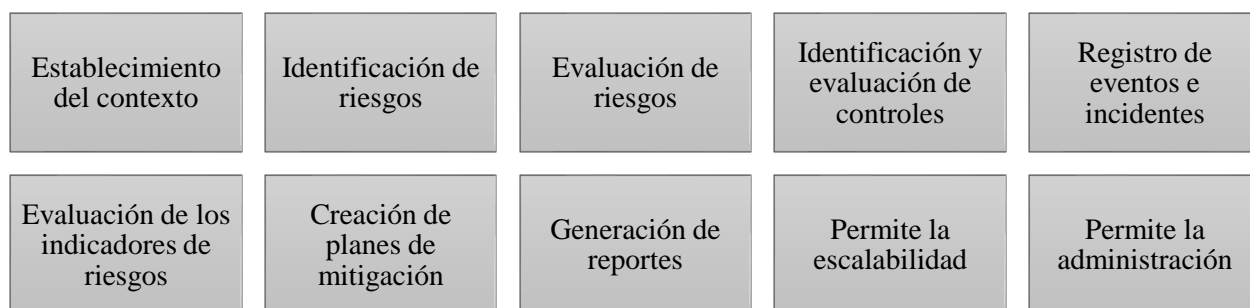 Establecimiento
del contexto
Identificación de
riesgos
Evaluación de
riesgos
Identificación y
evaluación de
controles
Registro de
eventos e
incidentes
Evaluación de los
indicadores de
riesgos
Creación de
planes de
mitigación
Generación de
reportes
Permite la
escalabilidad
Permite la
administración